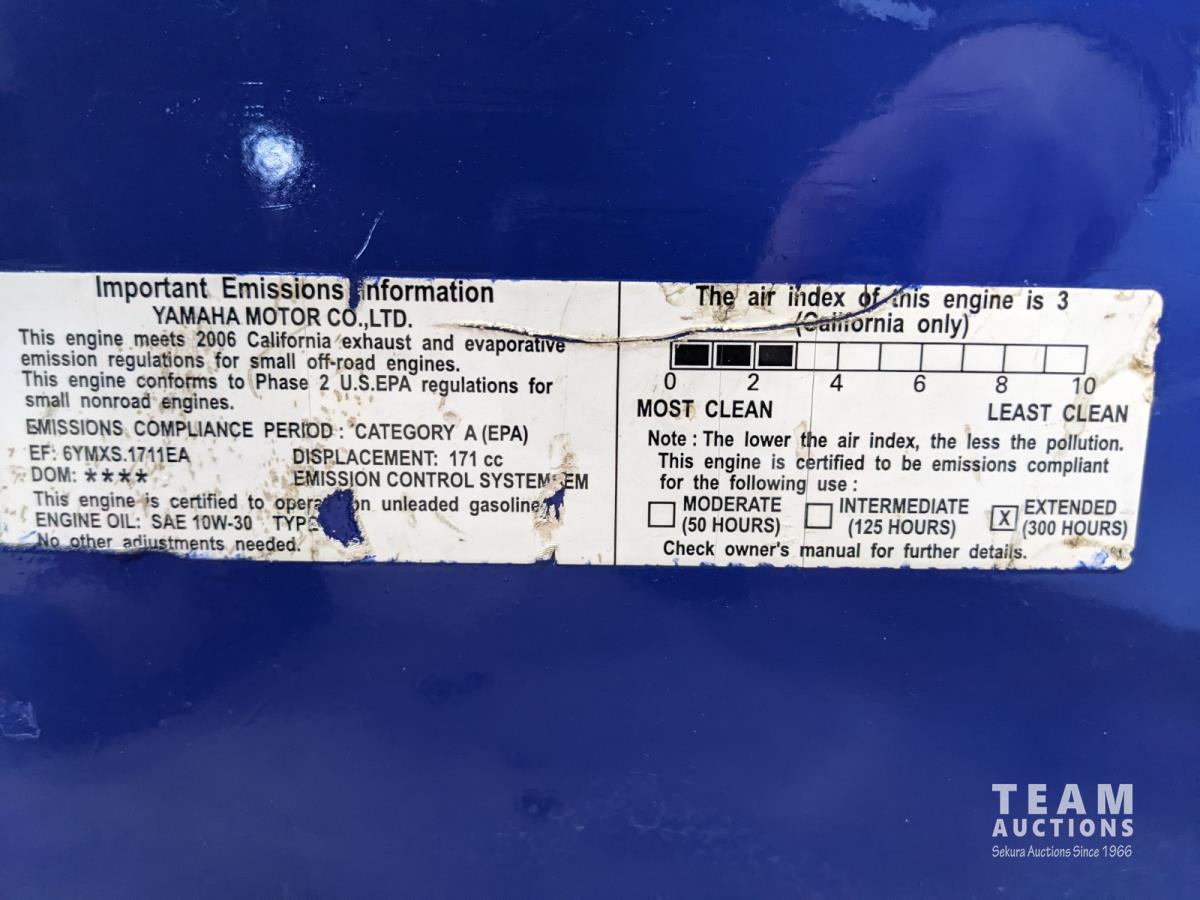 Important Emissions Information
YAMAHA MOTOR CO.,LTD.
This engine meets 2006 California exhaust and evaporative
emission regulations for small off-road engines.
This engine conforms to Phase 2 U.S.EPA regulations for
small nonroad engines.
EMISSIONS COMPLIANCE PERIOD : CATEGORY A (EPA)
EF: 6YMXS.1711EA DISPLACEMENT: 171 cc
DOM: **** EMISSION CONTROL SYSTEM: EM
This engine is certified to operate on unleaded gasoline
ENGINE OIL: SAE 10W-30 TYPE
No other adjustments needed.
The air index of this engine is 3
(California only)
0 2 4 6 8 10
MOST CLEAN LEAST CLEAN
Note : The lower the air index, the less the pollution.
This engine is certified to be emissions compliant
for the following use :
MODERATE INTERMEDIATE X EXTENDED
(50 HOURS) (125 HOURS) (300 HOURS)
Check owner's manual for further details.
TEAM
AUCTIONS
Sekura Auctions Since 1966